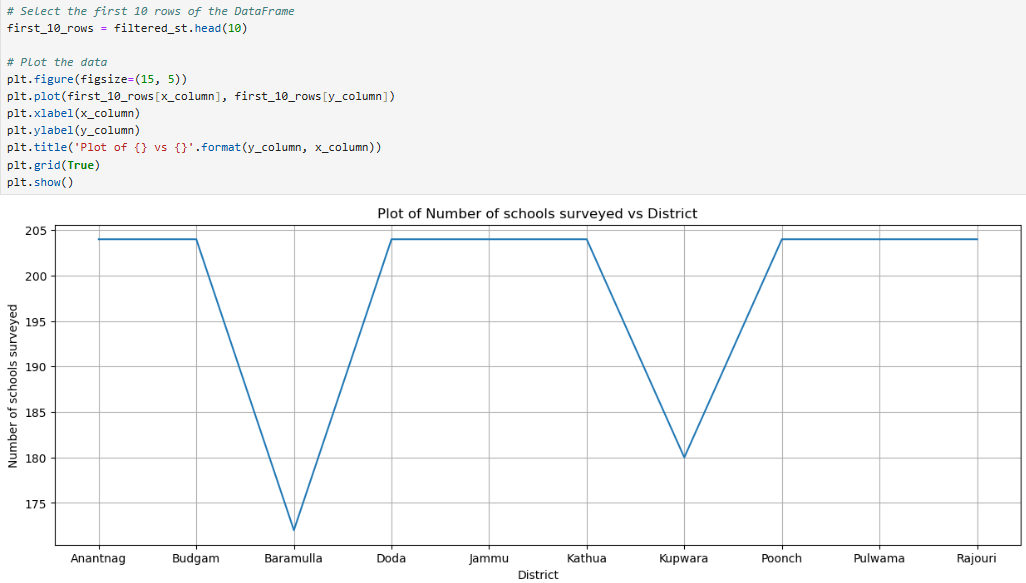 # Select the first 10 rows of the DataFrame
first_10_rows = filtered_st.head(10)
# Plot the data
plt.figure(figsize=(15, 5))
plt.plot(first_10_rows[x_column], first_10_rows[y_column])
plt.xlabel(x_column)
plt.ylabel(y_column)
plt.title('Plot of {} vs {}'.format(y_column, x_column))
plt.grid(True)
plt.show()
Plot of Number of schools surveyed vs District
Number of schools surveyed
205
200
195
190
185
180
175
Anantnag Budgam Baramulla Doda Jammu Kathua Kupwara Poonch Pulwama Rajouri
District